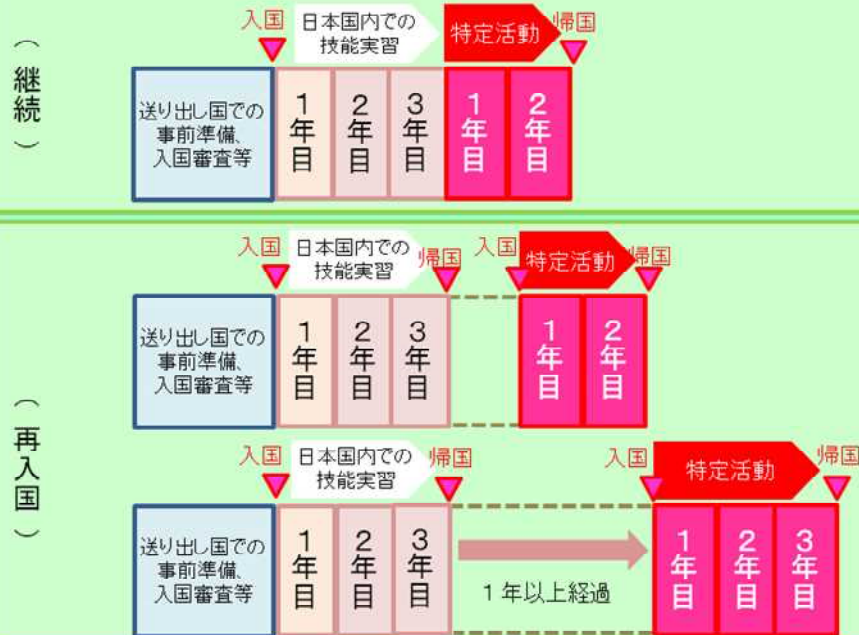 （継続）
入国
日本国内での
技能実習
特定活動
帰国
送り出し国での
事前準備、
入国審査等
１年目
２年目
３年目
１年目
２年目
（再入国）
入国
日本国内での
技能実習
帰国
入国
特定活動
帰国
送り出し国での
事前準備、
入国審査等
１年目
２年目
３年目
１年目
２年目
入国
日本国内での
技能実習
帰国
入国
特定活動
帰国
送り出し国での
事前準備、
入国審査等
１年目
２年目
３年目
１年以上経過
１年目
２年目
３年目